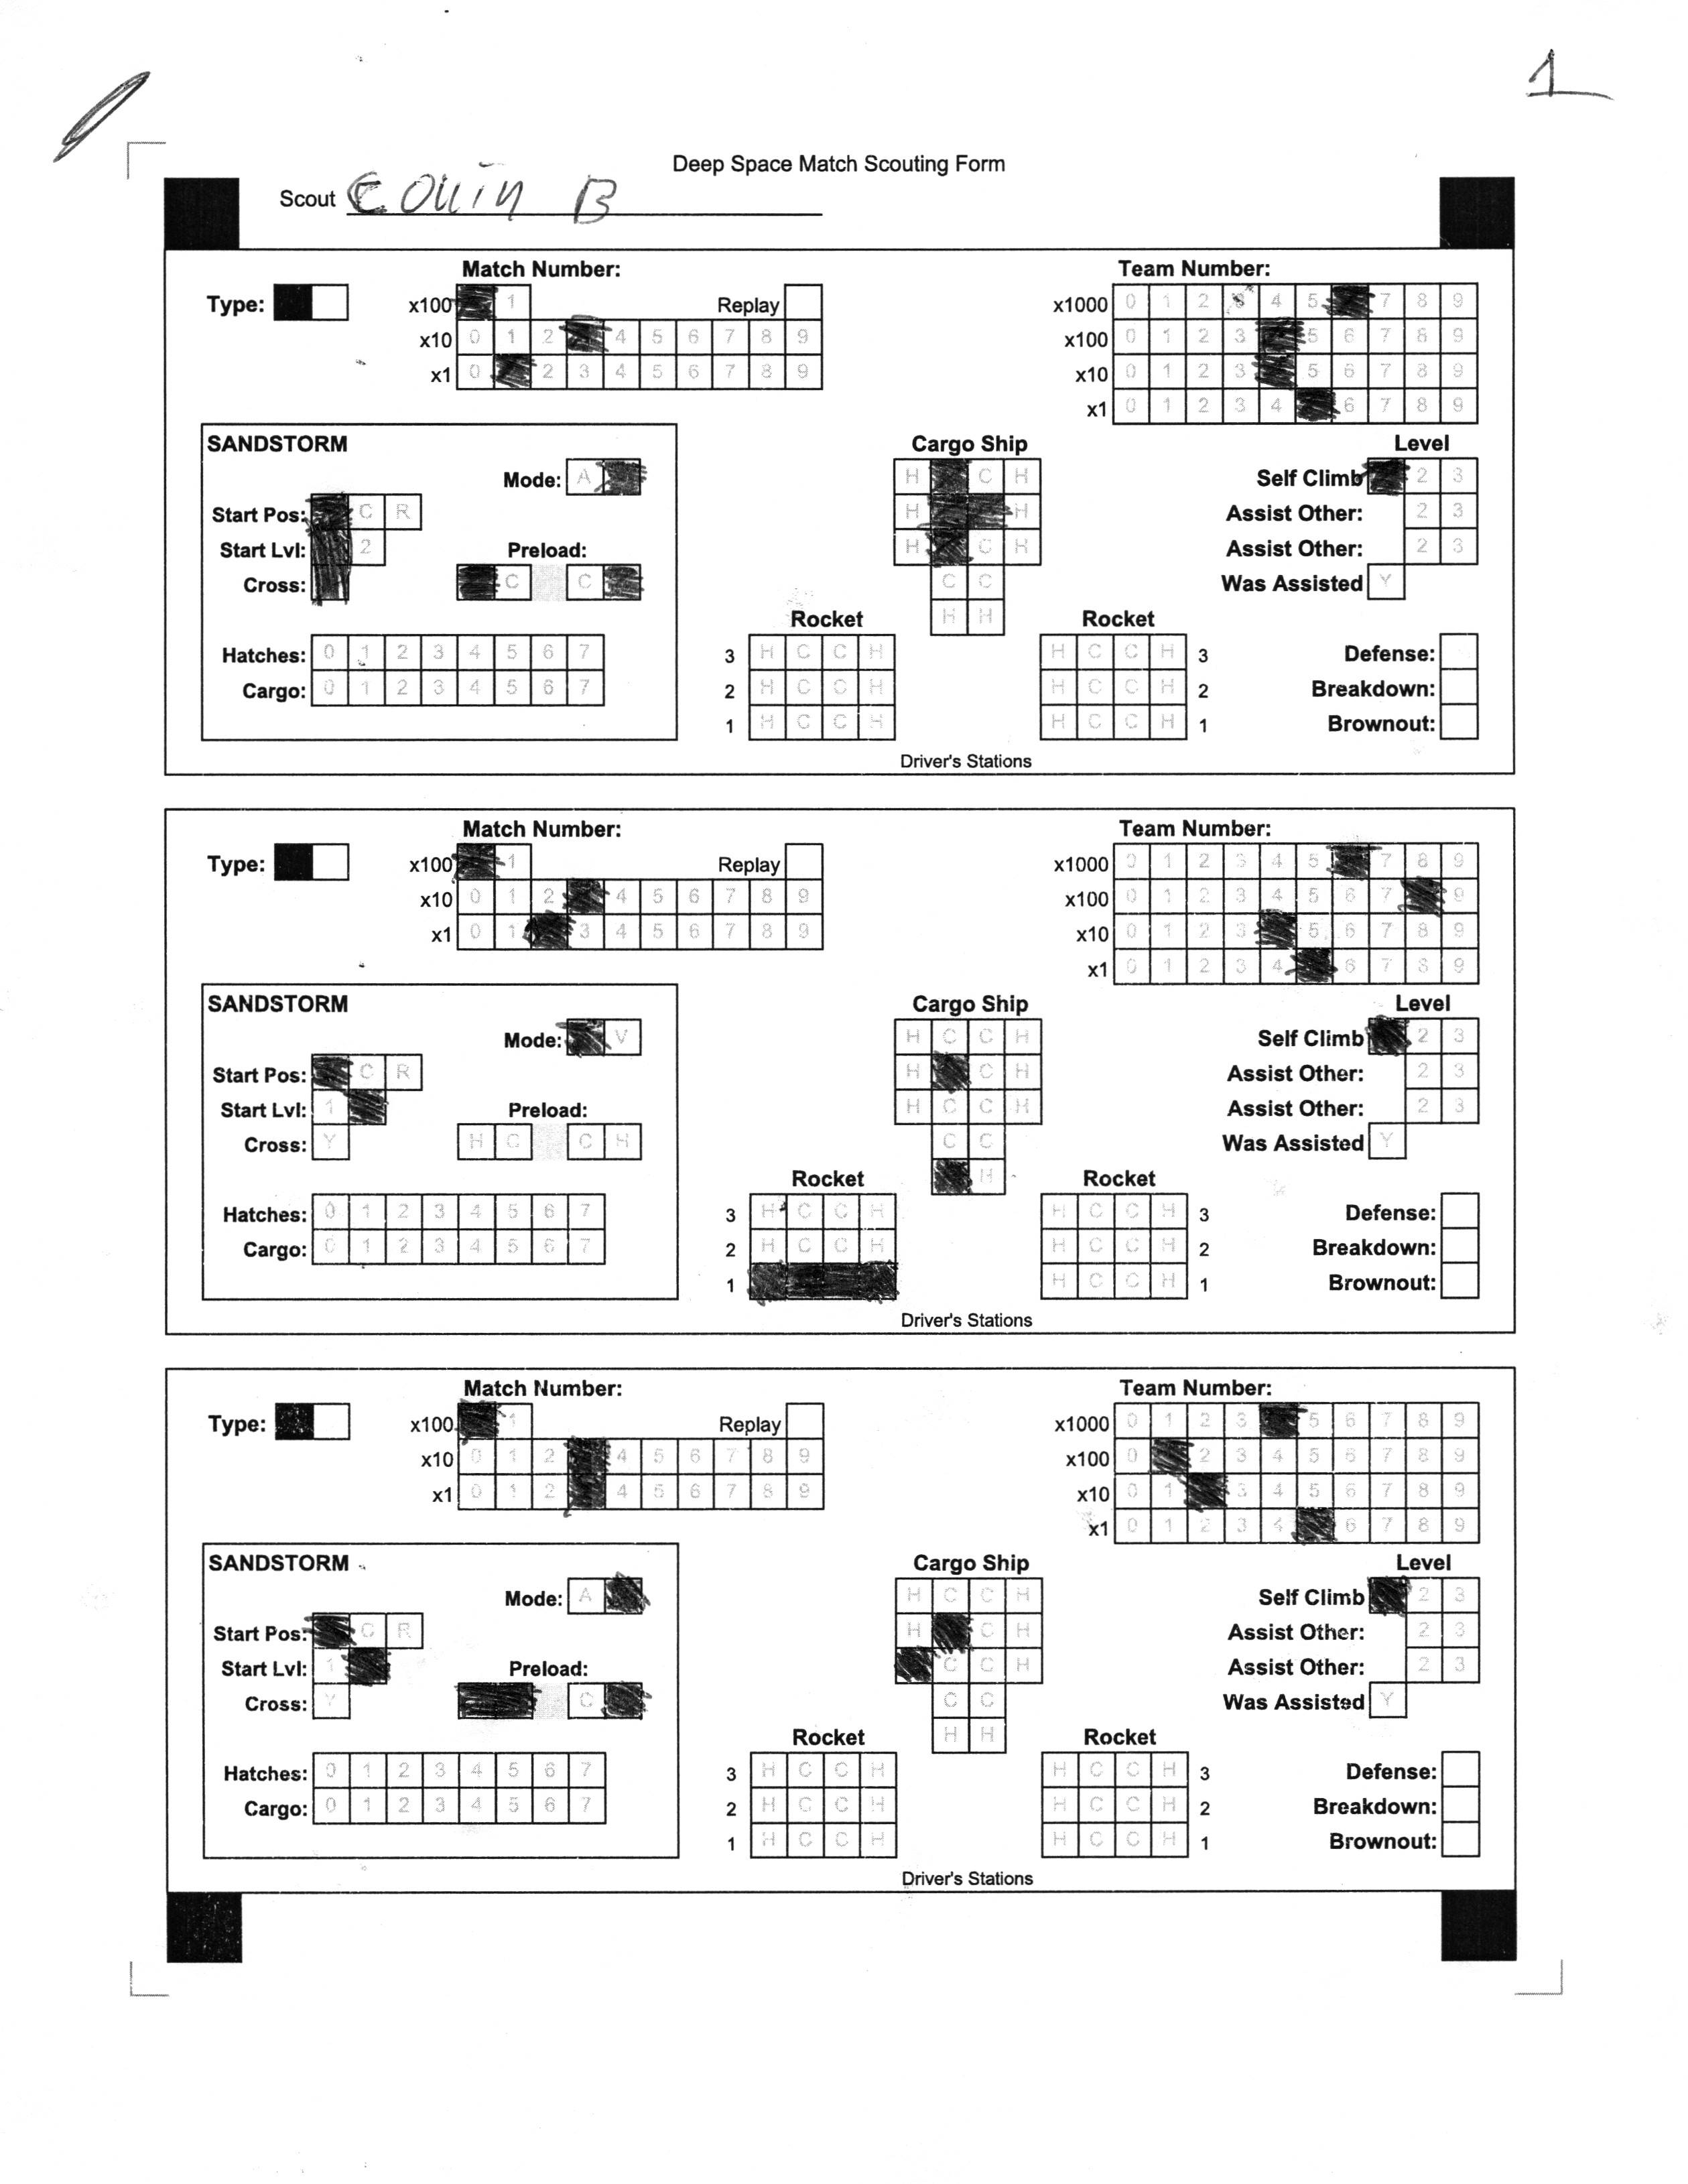 1
Deep Space Match Scouting Form
Scout Collin B
Match Number: Team Number:
Type: x100 1 Replay x1000 0 1 2 3 4 5 7 8 9
x10 0 1 2 4 5 6 7 8 9 x100 0 1 2 3 5 6 7 8 9
x1 0 2 3 4 5 6 7 8 9 x10 0 1 2 3 5 6 7 8 9
x1 0 1 2 3 4 6 7 8 9
SANDSTORM Cargo Ship Level
Mode: A H C H Self Climb 2 3
Start Pos: C R H H Assist Other: 2 3
Start Lvl: 2 Preload: H C H Assist Other: 2 3
Cross: C C C C Was Assisted Y
Rocket H H Rocket
Hatches: 0 1 2 3 4 5 6 7 3 H C C H H C C H 3 Defense:
Cargo: 0 1 2 3 4 5 6 7 2 H C C H H C C H 2 Breakdown:
1 H C C H H C C H 1 Brownout:
Driver's Stations
Match Number: Team Number:
Type: x100 1 Replay x1000 0 1 2 3 4 5 7 8 9
x10 0 1 2 4 5 6 7 8 9 x100 0 1 2 3 4 5 6 7 9
x1 0 1 3 4 5 6 7 8 9 x10 0 1 2 3 5 6 7 8 9
x1 0 1 2 3 4 6 7 8 9
SANDSTORM Cargo Ship Level
Mode: V H C C H Self Climb 2 3
Start Pos: C R H C H Assist Other: 2 3
Start Lvl: 1 Preload: H C C H Assist Other: 2 3
Cross: Y H C C H C C Was Assisted Y
Rocket H Rocket
Hatches: 0 1 2 3 4 5 6 7 3 H C C H H C C H 3 Defense:
Cargo: 0 1 2 3 4 5 6 7 2 H C C H H C C H 2 Breakdown:
1 H C C H 1 Brownout:
Driver's Stations
Match Number: Team Number:
Type: x100 1 Replay x1000 0 1 2 3 5 6 7 8 9
x10 0 1 2 4 5 6 7 8 9 x100 0 2 3 4 5 6 7 8 9
x1 0 1 2 4 5 6 7 8 9 x10 0 1 3 4 5 6 7 8 9
x1 0 1 2 3 4 6 7 8 9
SANDSTORM Cargo Ship Level
Mode: A H C C H Self Climb 2 3
Start Pos: C R H C H Assist Other: 2 3
Start Lvl: 1 Preload: C C H Assist Other: 2 3
Cross: Y C C C Was Assisted Y
Rocket H H Rocket
Hatches: 0 1 2 3 4 5 6 7 3 H C C H H C C H 3 Defense:
Cargo: 0 1 2 3 4 5 6 7 2 H C C H H C C H 2 Breakdown:
1 H C C H H C C H 1 Brownout:
Driver's Stations